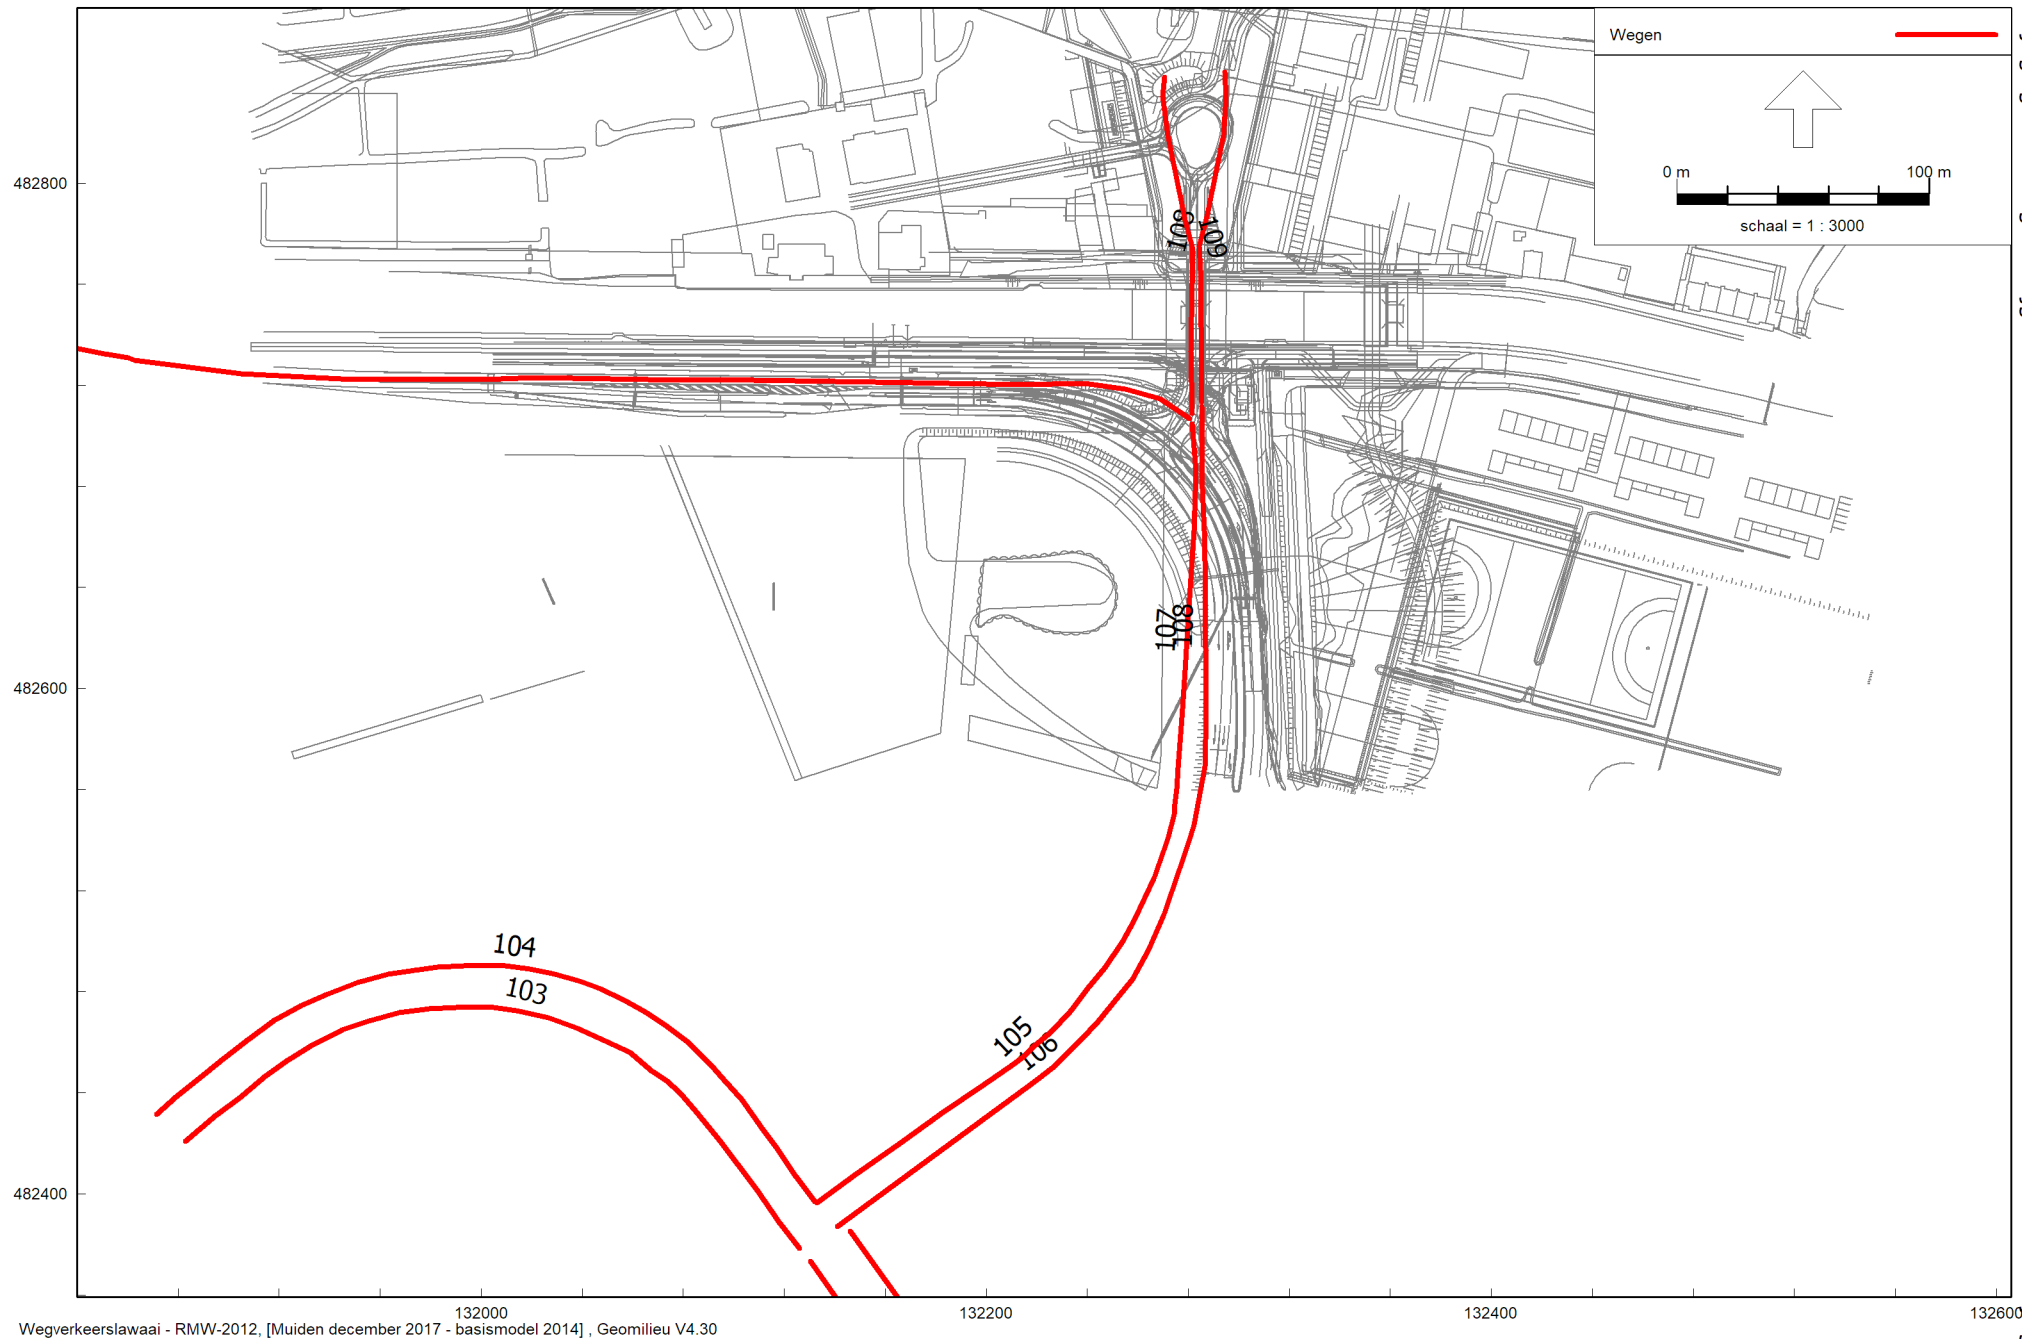 Wegen
0 m 100 m
schaal = 1 : 3000
482800
108
109
107
108
482600
104
103
105
106
482400
132000 132200 132400 132600
Wegverkeerslawaai - RMW-2012, [Muiden december 2017 - basismodel 2014] , Geomilieu V4.30